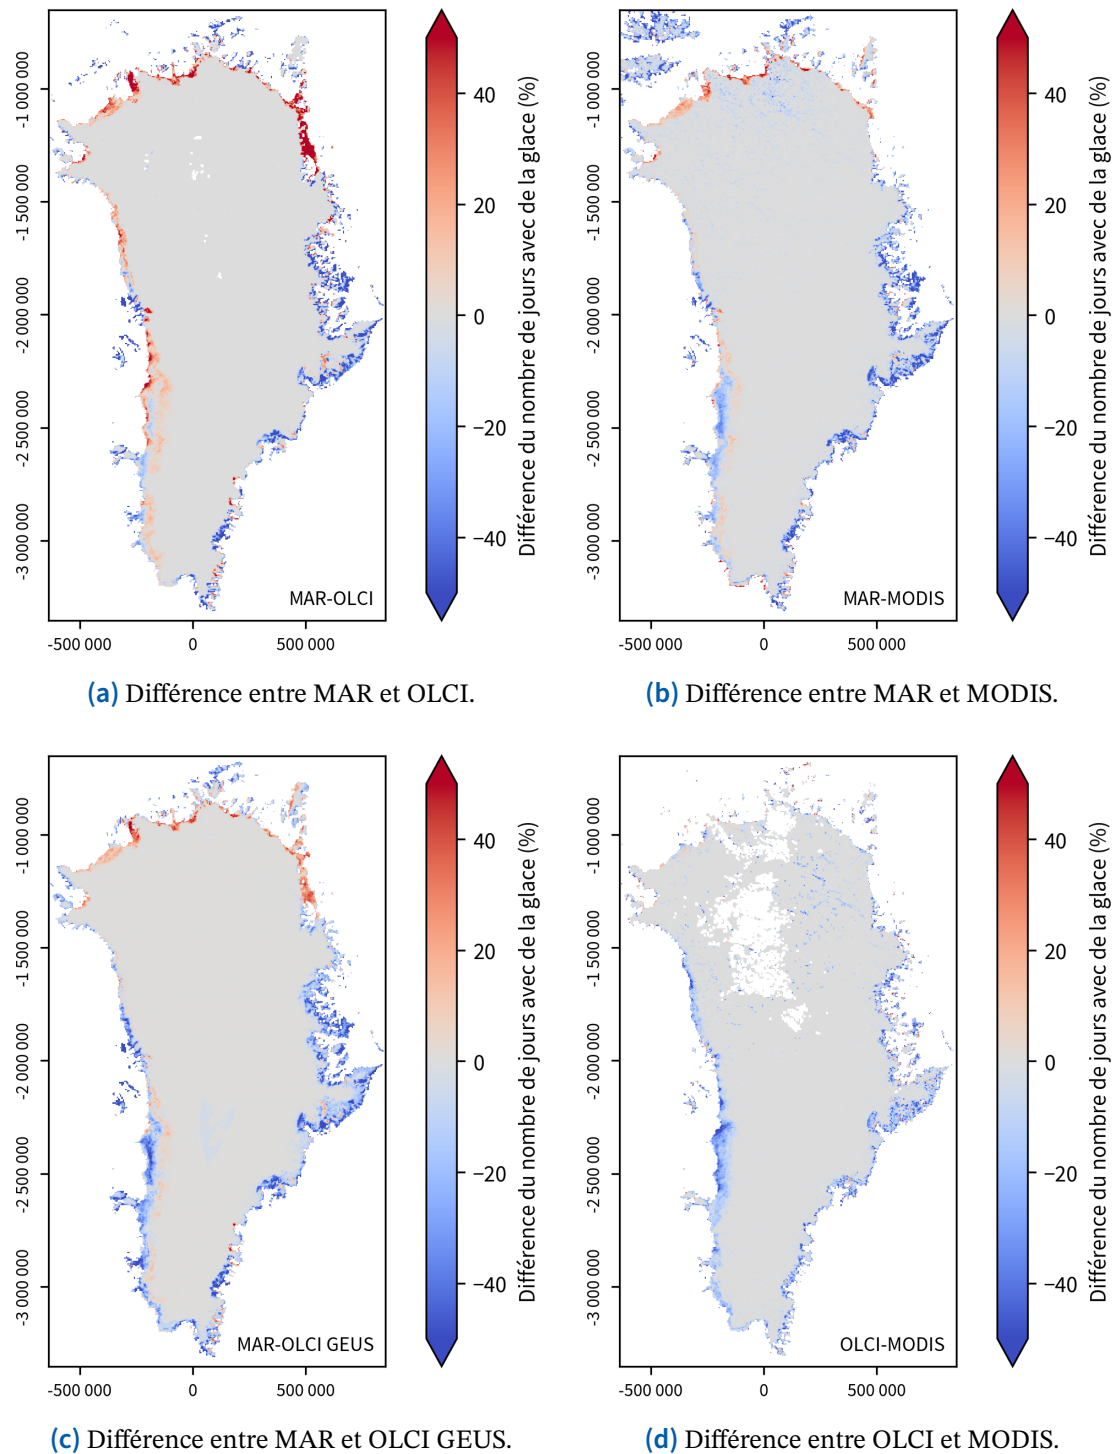 -1 000 000
-1 500 000
-2 000 000
-2 500 000
-3 000 000
-500 000
0
500 000
MAR-OLCI
40
20
0
−20
−40
Différence du nombre de jours avec de la glace (%)
(a) Différence entre MAR et OLCI.
-1 000 000
-1 500 000
-2 000 000
-2 500 000
-3 000 000
-500 000
0
500 000
MAR-MODIS
40
20
0
−20
−40
Différence du nombre de jours avec de la glace (%)
(b) Différence entre MAR et MODIS.
-1 000 000
-1 500 000
-2 000 000
-2 500 000
-3 000 000
-500 000
0
500 000
MAR-OLCI GEUS
40
20
0
−20
−40
Différence du nombre de jours avec de la glace (%)
(c) Différence entre MAR et OLCI GEUS.
-1 000 000
-1 500 000
-2 000 000
-2 500 000
-3 000 000
-500 000
0
500 000
OLCI-MODIS
40
20
0
−20
−40
Différence du nombre de jours avec de la glace (%)
(d) Différence entre OLCI et MODIS.